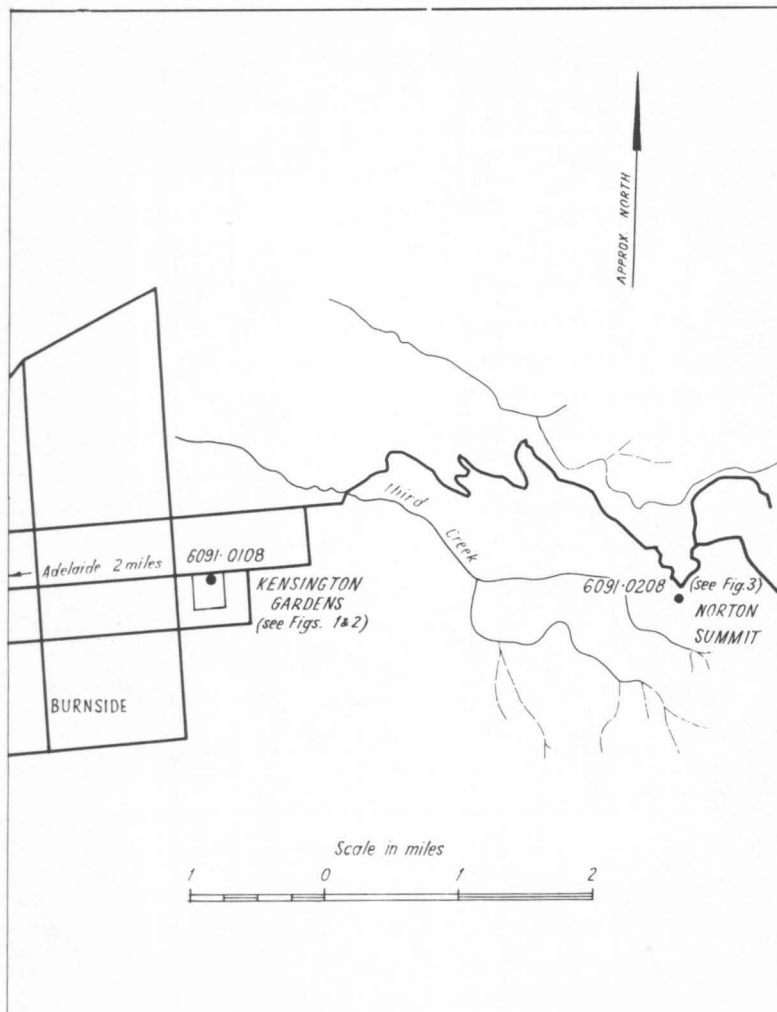 APPROX. NORTH
Third
Creek
Adelaide 2 miles
6091·0108
KENSINGTON
GARDENS
(see Figs. 1&2)
6091·0208
(see Fig.3)
NORTON
SUMMIT
BURNSIDE
Scale in miles
1 0 1 2